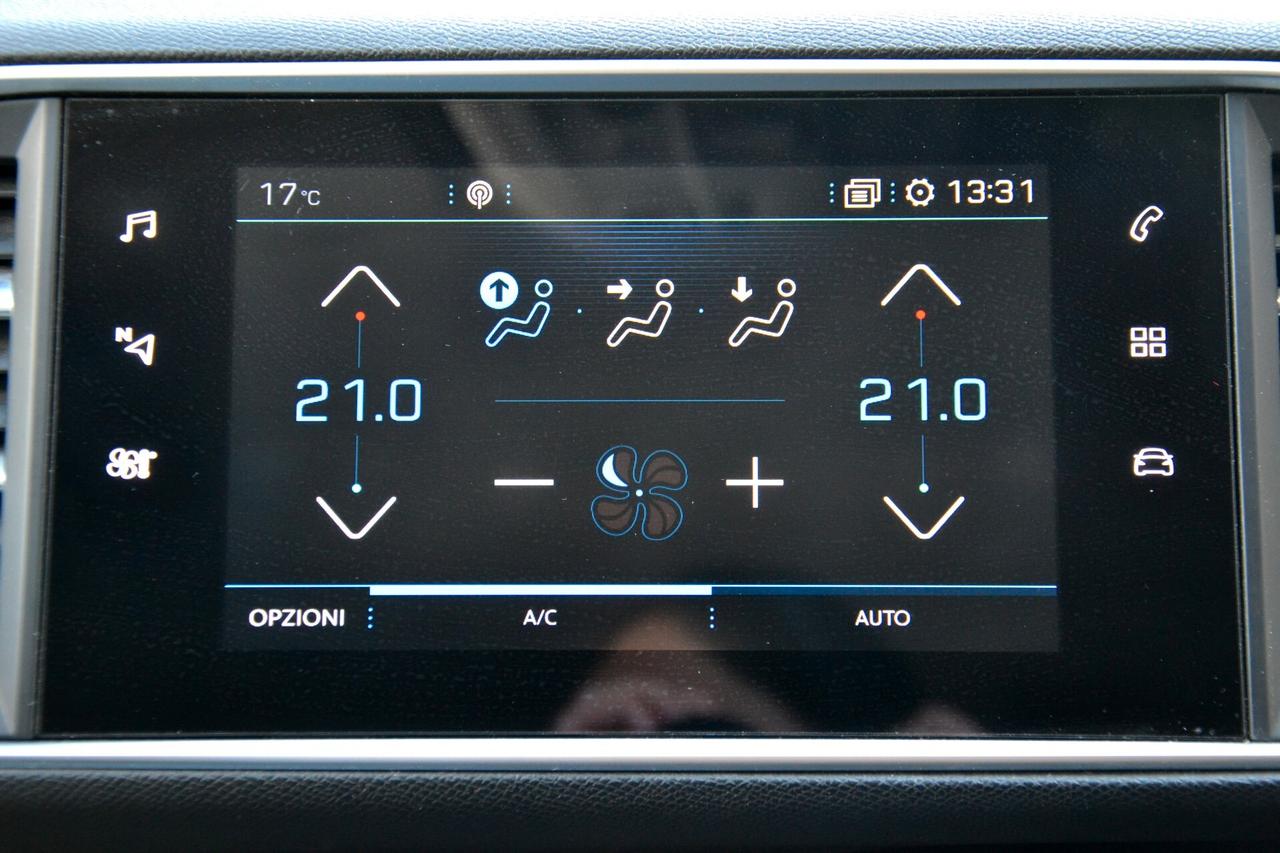 17°C 13:31
N
21.0 21.0
OPZIONI A/C AUTO